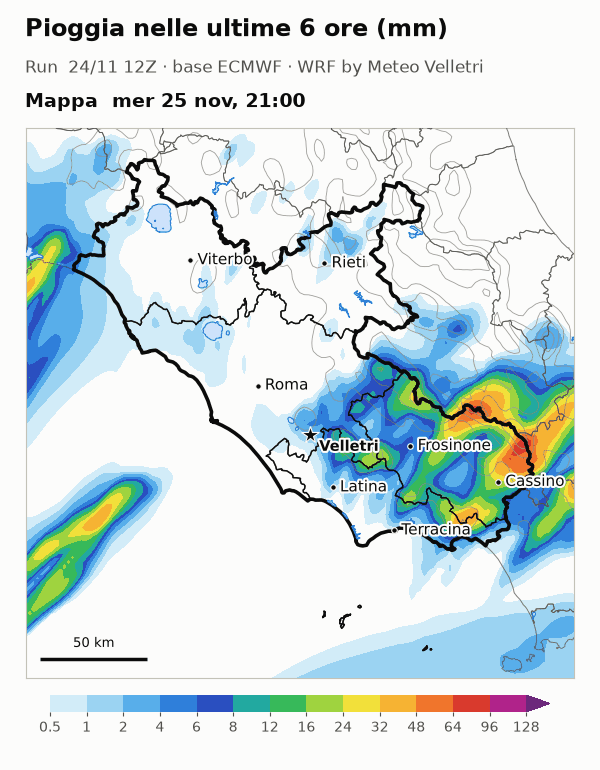 Pioggia nelle ultime 6 ore (mm)
Run 24/11 12Z · base ECMWF · WRF by Meteo Velletri
Mappa mer 25 nov, 21:00
Viterbo
Rieti
Roma
Velletri
Frosinone
Cassino
Latina
Terracina
50 km
0.5 1 2 4 6 8 12 16 24 32 48 64 96 128